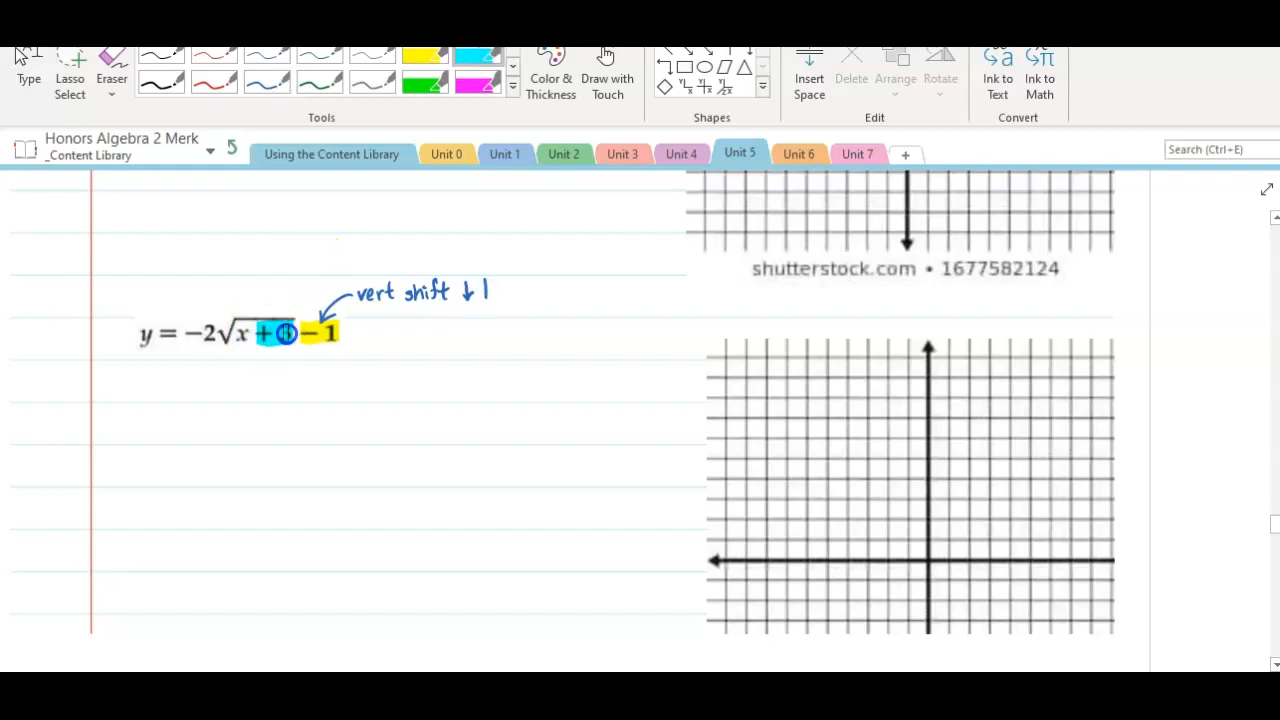 Type
Lasso
Select
Eraser
Color &
Thickness
Draw with
Touch
Insert
Space
Delete
Arrange
Rotate
Ink to
Text
Ink to
Math
Tools
Shapes
Edit
Convert
Honors Algebra 2 Merk
_Content Library
Using the Content Library
Unit 0
Unit 1
Unit 2
Unit 3
Unit 4
Unit 5
Unit 6
Unit 7
+
Search (Ctrl+E)
shutterstock.com • 1677582124
vert shift ↓ 1
y = −2√x + 3 − 1